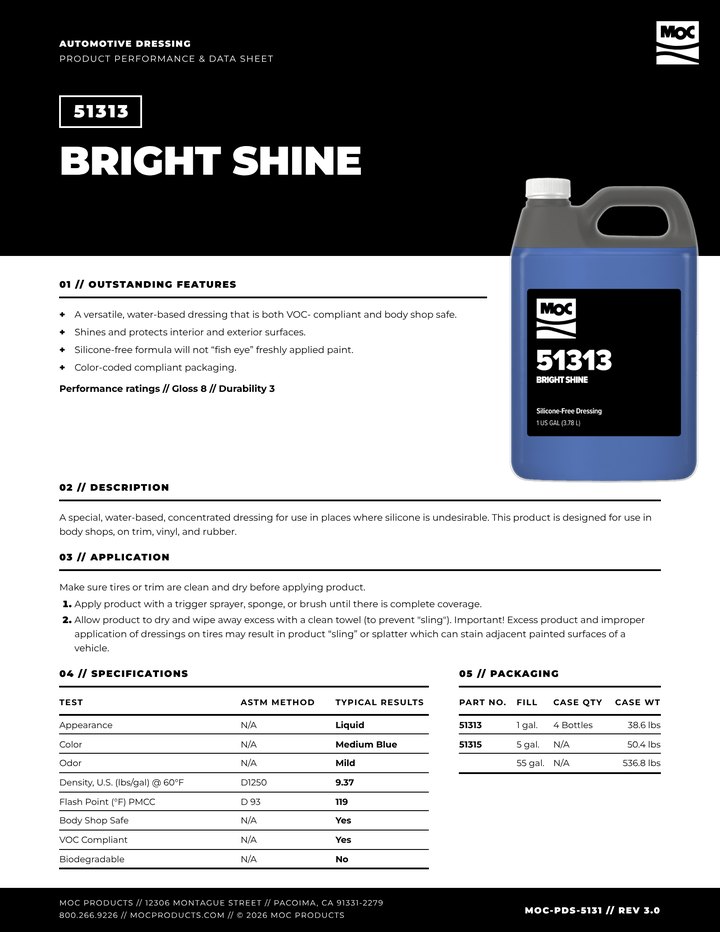 AUTOMOTIVE DRESSING
PRODUCT PERFORMANCE & DATA SHEET
MOC
51313
BRIGHT SHINE
01 // OUTSTANDING FEATURES
+ A versatile, water-based dressing that is both VOC- compliant and body shop safe.
+ Shines and protects interior and exterior surfaces.
+ Silicone-free formula will not “fish eye” freshly applied paint.
+ Color-coded compliant packaging.
Performance ratings // Gloss 8 // Durability 3
MOC
51313
BRIGHT SHINE
Silicone-Free Dressing
1 US GAL (3.78 L)
02 // DESCRIPTION
A special, water-based, concentrated dressing for use in places where silicone is undesirable. This product is designed for use in
body shops, on trim, vinyl, and rubber.
03 // APPLICATION
Make sure tires or trim are clean and dry before applying product.
1. Apply product with a trigger sprayer, sponge, or brush until there is complete coverage.
2. Allow product to dry and wipe away excess with a clean towel (to prevent "sling"). Important! Excess product and improper
application of dressings on tires may result in product “sling” or splatter which can stain adjacent painted surfaces of a
vehicle.
04 // SPECIFICATIONS
TEST ASTM METHOD TYPICAL RESULTS
Appearance N/A Liquid
Color N/A Medium Blue
Odor N/A Mild
Density, U.S. (lbs/gal) @ 60°F D1250 9.37
Flash Point (°F) PMCC D 93 119
Body Shop Safe N/A Yes
VOC Compliant N/A Yes
Biodegradable N/A No
05 // PACKAGING
PART NO. FILL CASE QTY CASE WT
51313 1 gal. 4 Bottles 38.6 lbs
51315 5 gal. N/A 50.4 lbs
55 gal. N/A 536.8 lbs
MOC PRODUCTS // 12306 MONTAGUE STREET // PACOIMA, CA 91331-2279
800.266.9226 // MOCPRODUCTS.COM // © 2026 MOC PRODUCTS
MOC-PDS-5131 // REV 3.0